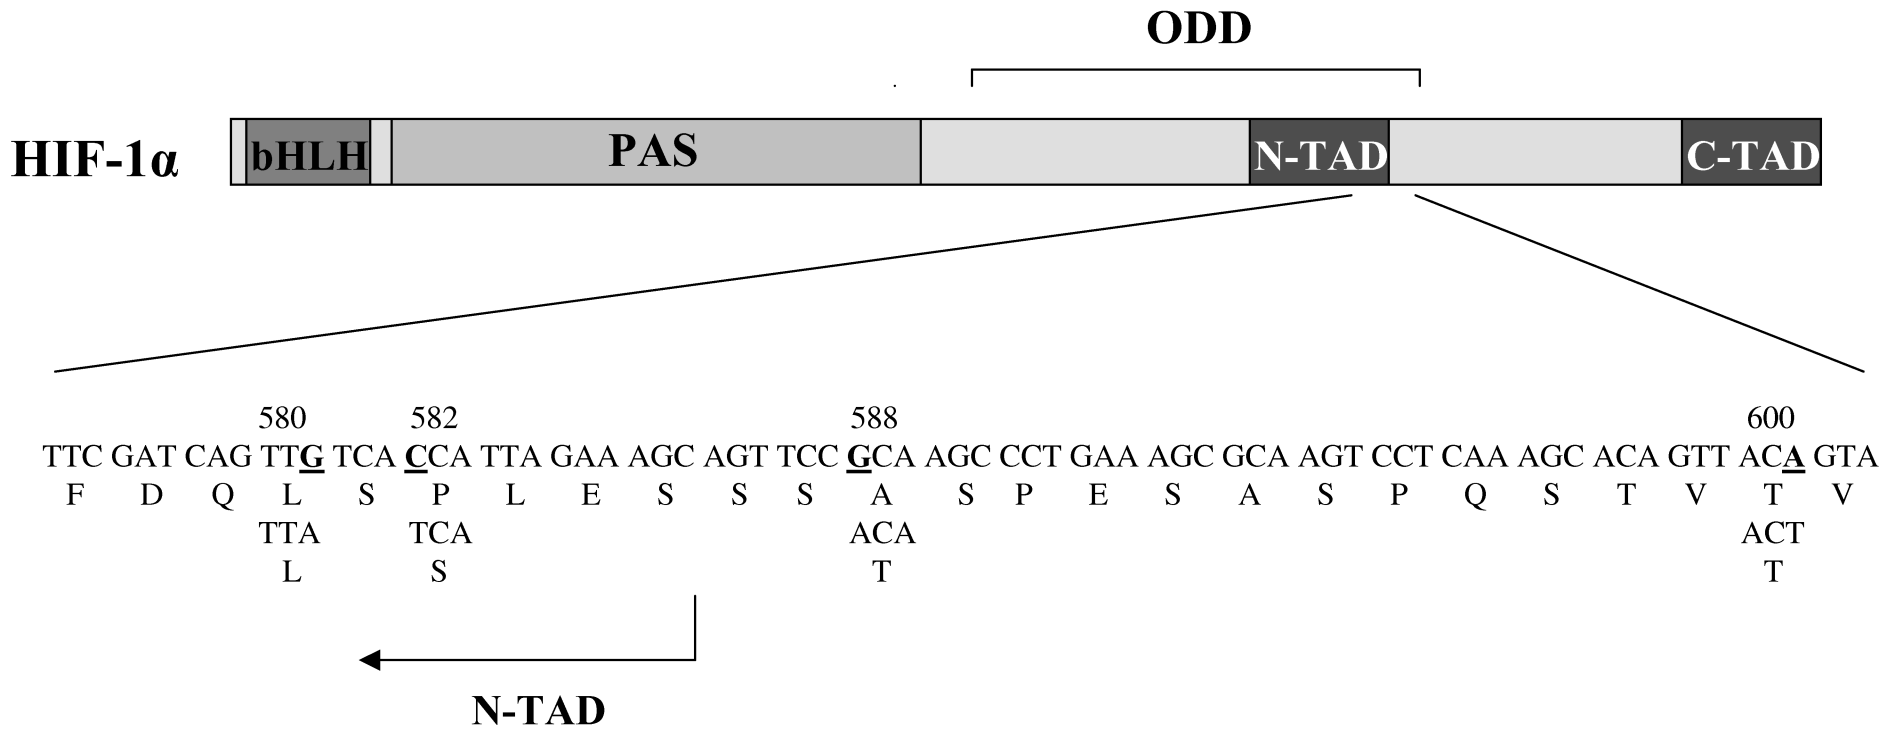 ODD
HIF-1α bHLH PAS N-TAD C-TAD
580 582 588 600
TTC GAT CAG TTG TCA CCA TTA GAA AGC AGT TCC GCA AGC CCT GAA AGC GCA AGT CCT CAA AGC ACA GTT ACA GTA
F D Q L S P L E S S S A S P E S A S P Q S T V T V
TTA TCA ACA ACT
L S T T
N-TAD